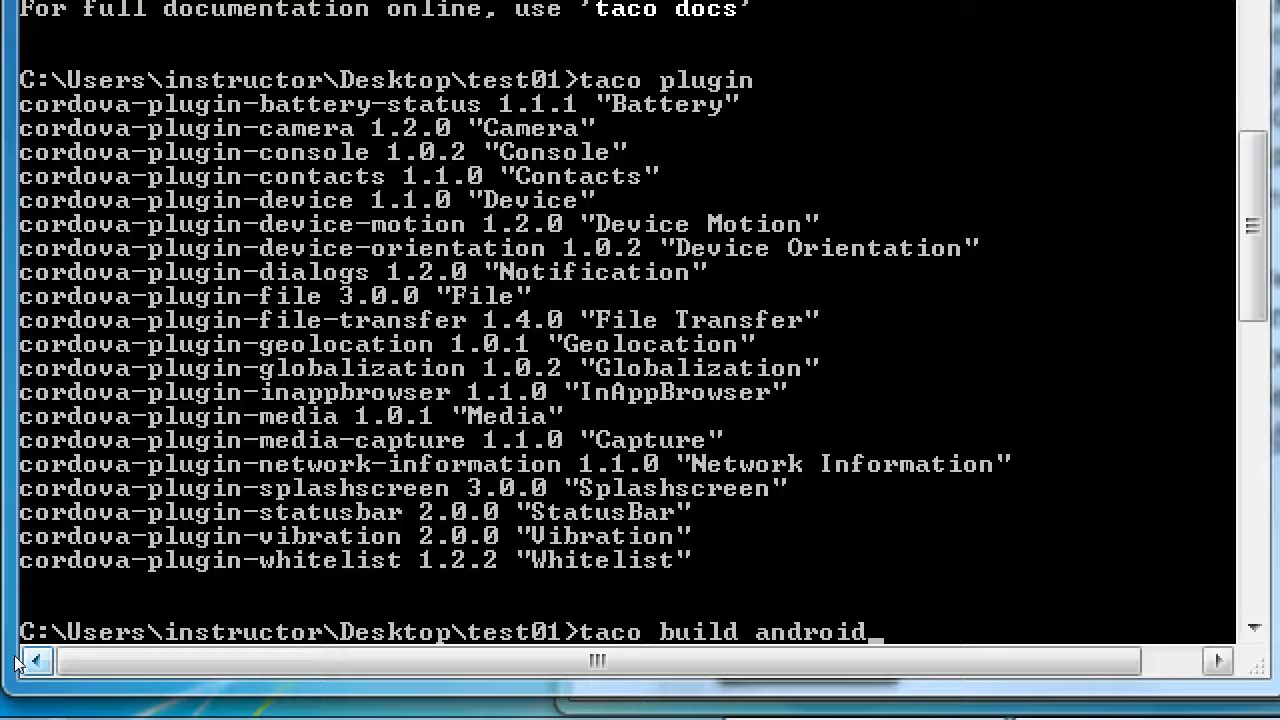 For full documentation online, use 'taco docs'
C:\Users\instructor\Desktop\test01>taco plugin
cordova-plugin-battery-status 1.1.1 "Battery"
cordova-plugin-camera 1.2.0 "Camera"
cordova-plugin-console 1.0.2 "Console"
cordova-plugin-contacts 1.1.0 "Contacts"
cordova-plugin-device 1.1.0 "Device"
cordova-plugin-device-motion 1.2.0 "Device Motion"
cordova-plugin-device-orientation 1.0.2 "Device Orientation"
cordova-plugin-dialogs 1.2.0 "Notification"
cordova-plugin-file 3.0.0 "File"
cordova-plugin-file-transfer 1.4.0 "File Transfer"
cordova-plugin-geolocation 1.0.1 "Geolocation"
cordova-plugin-globalization 1.0.2 "Globalization"
cordova-plugin-inappbrowser 1.1.0 "InAppBrowser"
cordova-plugin-media 1.0.1 "Media"
cordova-plugin-media-capture 1.1.0 "Capture"
cordova-plugin-network-information 1.1.0 "Network Information"
cordova-plugin-splashscreen 3.0.0 "Splashscreen"
cordova-plugin-statusbar 2.0.0 "StatusBar"
cordova-plugin-vibration 2.0.0 "Vibration"
cordova-plugin-whitelist 1.2.2 "Whitelist"
C:\Users\instructor\Desktop\test01>taco build android_